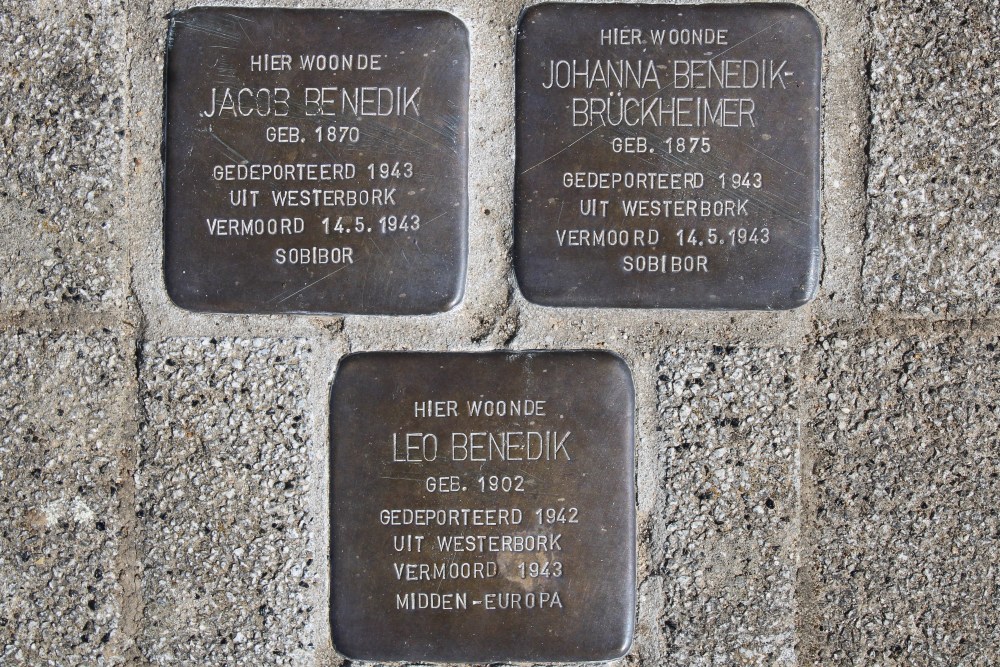 HIER WOONDE
JACOB BENEDIK
GEB. 1870
GEDEPORTEERD 1943
UIT WESTERBORK
VERMOORD 14.5.1943
SOBIBOR
HIER WOONDE
JOHANNA BENEDIK-
BRÜCKHEIMER
GEB. 1875
GEDEPORTEERD 1943
UIT WESTERBORK
VERMOORD 14.5.1943
SOBIBOR
HIER WOONDE
LEO BENEDIK
GEB. 1902
GEDEPORTEERD 1942
UIT WESTERBORK
VERMOORD 1943
MIDDEN-EUROPA